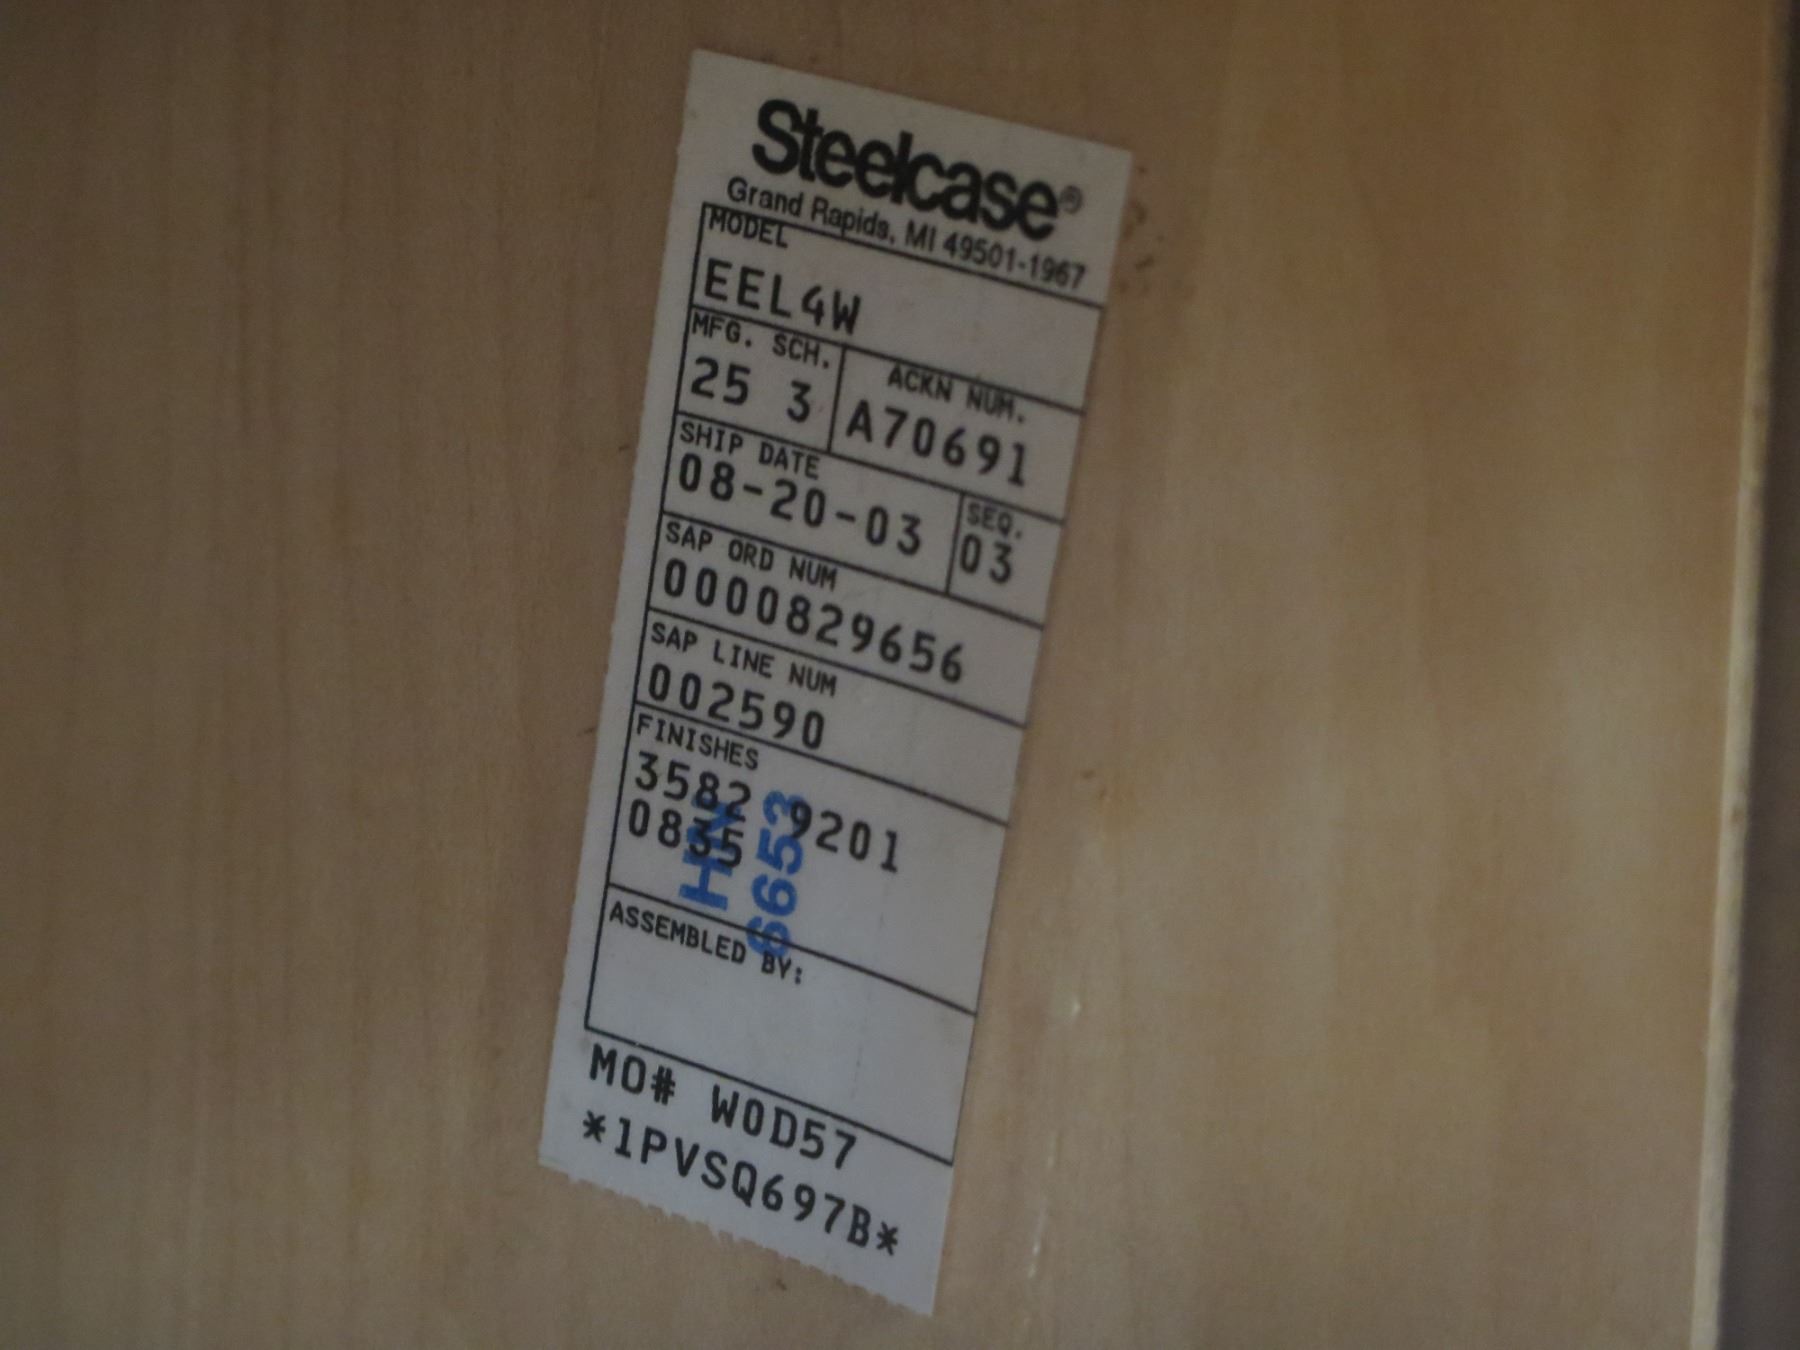 Steelcase®
Grand Rapids, MI 49501-1967
MODEL
EEL4W
MFG. SCH.
25 3
ACKN NUM.
A70691
SHIP DATE
08-20-03
SEQ.
03
SAP ORD NUM
0000829656
SAP LINE NUM
002590
FINISHES
3582 9201
0835
HN
6653
ASSEMBLED BY:
MO# W0D57
*1PVSQ697B*